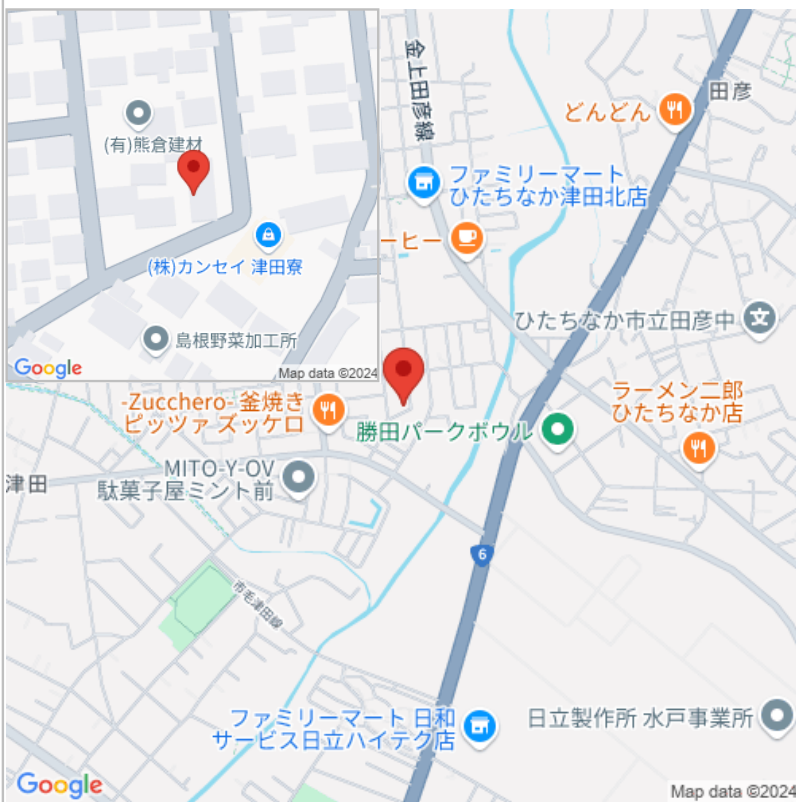 (有)熊倉建材
(株)カンセイ 津田寮
島根野菜加工所
Google
Map data ©2024
金上田彦線
田彦
どんどん
ファミリーマート
ひたちなか津田北店
ーヒー
ひたちなか市立田彦中
-Zucchero- 釜焼き
ピッツァ ズッケロ
ラーメン二郎
ひたちなか店
勝田パークボウル
MITO-Y-OV
駄菓子屋ミント前
津田
6
市毛津田線
ファミリーマート 日和
サービス日立ハイテク店
日立製作所 水戸事業所
Google
Map data ©2024